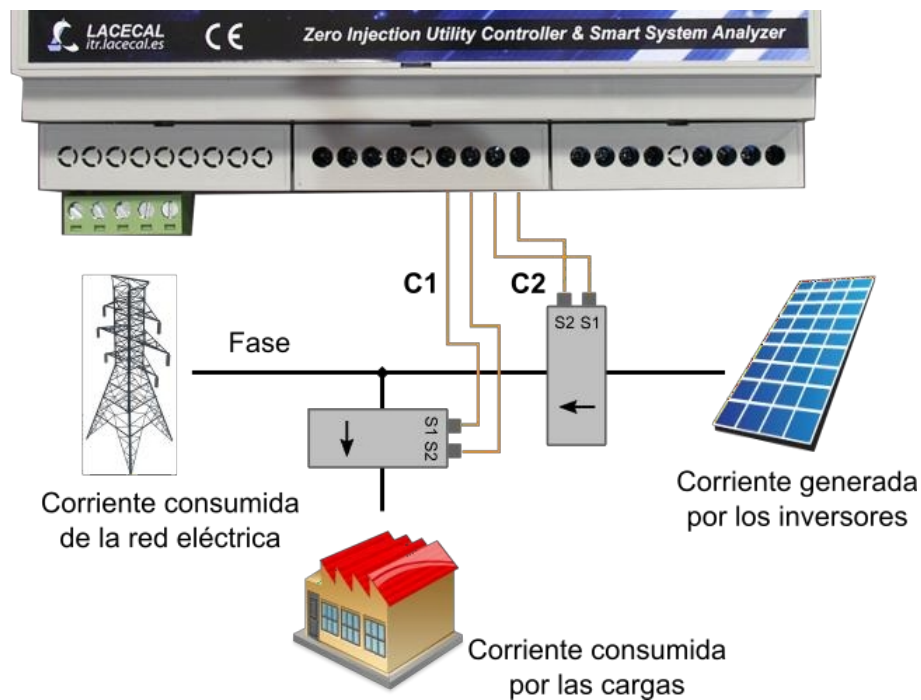 LACECAL
itr.lacecal.es
CE
Zero Injection Utility Controller & Smart System Analyzer
C1
C2
S2 S1
Fase
S1 S2
Corriente consumida
de la red eléctrica
Corriente generada
por los inversores
Corriente consumida
por las cargas